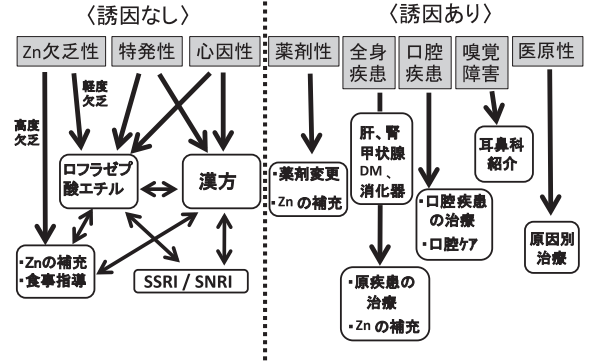 〈誘因なし〉
〈誘因あり〉
Zn欠乏性
特発性
心因性
薬剤性
全身
疾患
口腔
疾患
嗅覚
障害
医原性
軽度
欠乏
高度
欠乏
ロフラゼプ
酸エチル
漢方
・Znの補充
・食事指導
SSRI / SNRI
・薬剤変更
・Zn の補充
肝、腎
甲状腺
DM 、
消化器
・原疾患の
治療
・Zn の補充
・口腔疾患
の治療
・口腔ケア
耳鼻科
紹介
原因別
治療